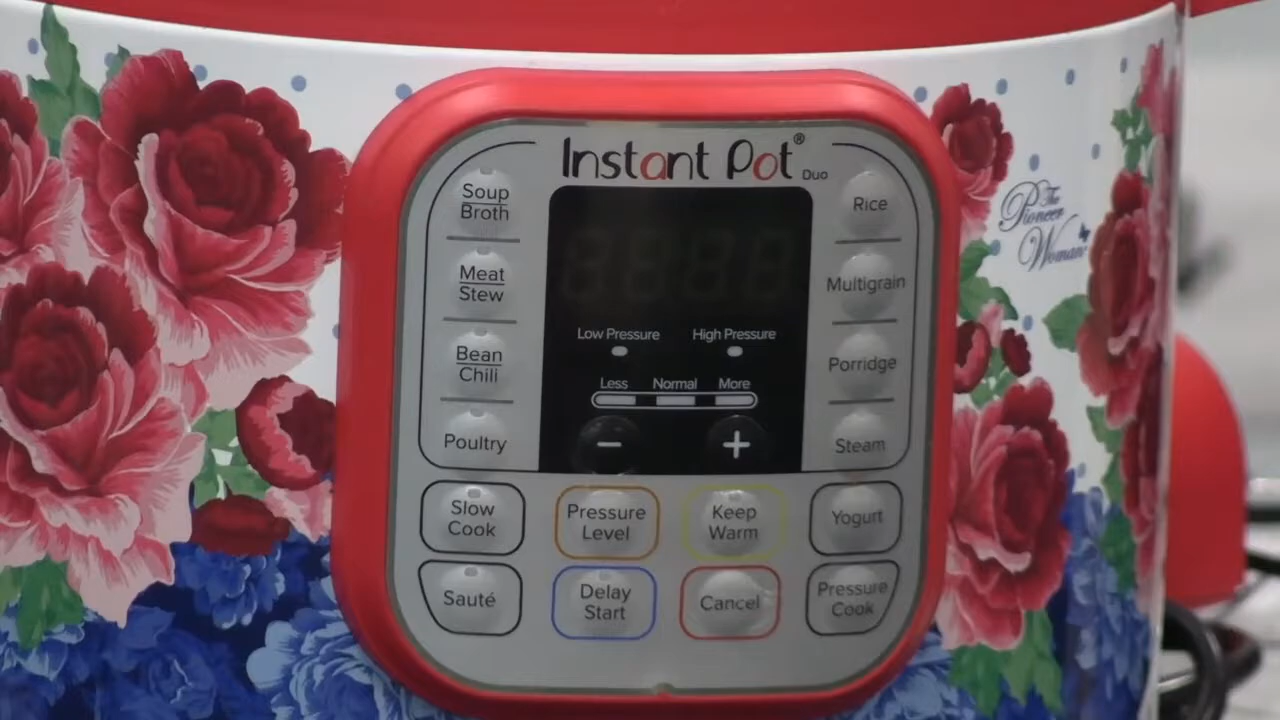 Instant Pot®
Duo
Soup
Broth
Meat
Stew
Bean
Chili
Poultry
Low Pressure
High Pressure
Less
Normal
More
−
+
Rice
Multigrain
Porridge
Steam
Slow
Cook
Pressure
Level
Keep
Warm
Yogurt
Sauté
Delay
Start
Cancel
Pressure
Cook
The
Pioneer
Woman